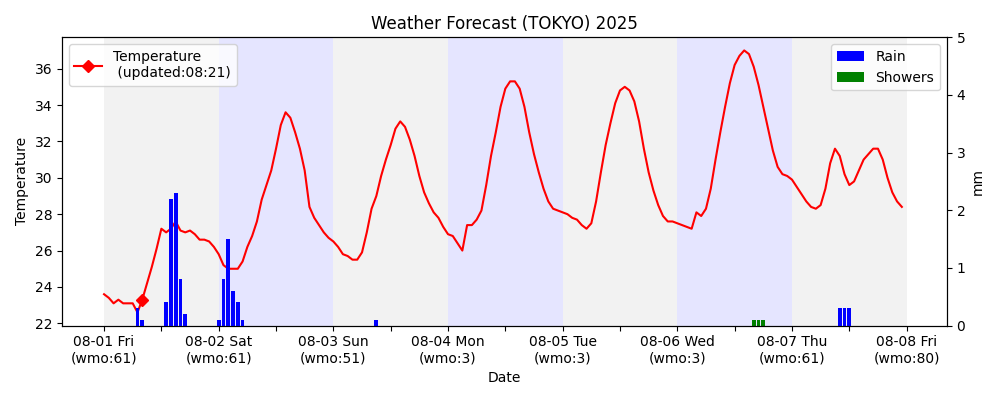 Weather Forecast (TOKYO) 2025
Temperature
(updated:08:21)
Rain
Showers
Temperature
36
34
32
30
28
26
24
22
5
4
3
2
1
0
mm
08-01 Fri
(wmo:61)
08-02 Sat
(wmo:61)
08-03 Sun
(wmo:51)
08-04 Mon
(wmo:3)
08-05 Tue
(wmo:3)
08-06 Wed
(wmo:3)
08-07 Thu
(wmo:61)
08-08 Fri
(wmo:80)
Date